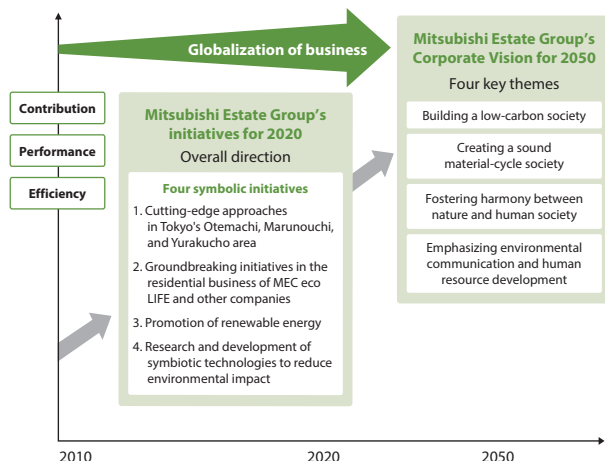 Globalization of business
Mitsubishi Estate Group's
Corporate Vision for 2050
Four key themes
Building a low-carbon society
Creating a sound
material-cycle society
Fostering harmony between
nature and human society
Emphasizing environmental
communication and human
resource development
Contribution
Performance
Efficiency
Mitsubishi Estate Group's
initiatives for 2020
Overall direction
Four symbolic initiatives
1. Cutting-edge approaches
in Tokyo's Otemachi, Marunouchi,
and Yurakucho area
2. Groundbreaking initiatives in the
residential business of MEC eco
LIFE and other companies
3. Promotion of renewable energy
4. Research and development of
symbiotic technologies to reduce
environmental impact
2010
2020
2050